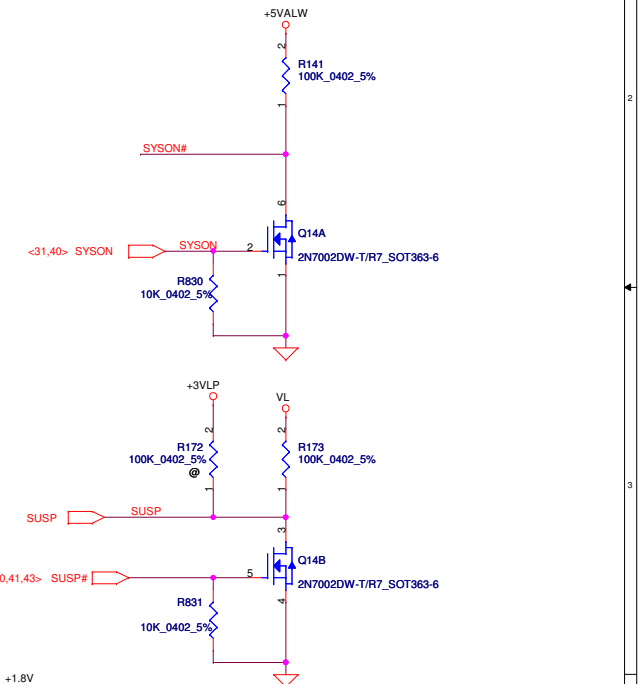 +5VALW
2
R141
100K_0402_5%
1
2
SYSON#
6
Q14A
<31,40> SYSON
SYSON
2
2N7002DW-T/R7_SOT363-6
1
R830
10K_0402_5%
+3VLP
VL
2
2
R172
R173
100K_0402_5%
100K_0402_5%
@
1
1
3
SUSP
SUSP
3
Q14B
0,41,43> SUSP#
5
2N7002DW-T/R7_SOT363-6
4
R831
10K_0402_5%
+1.8V